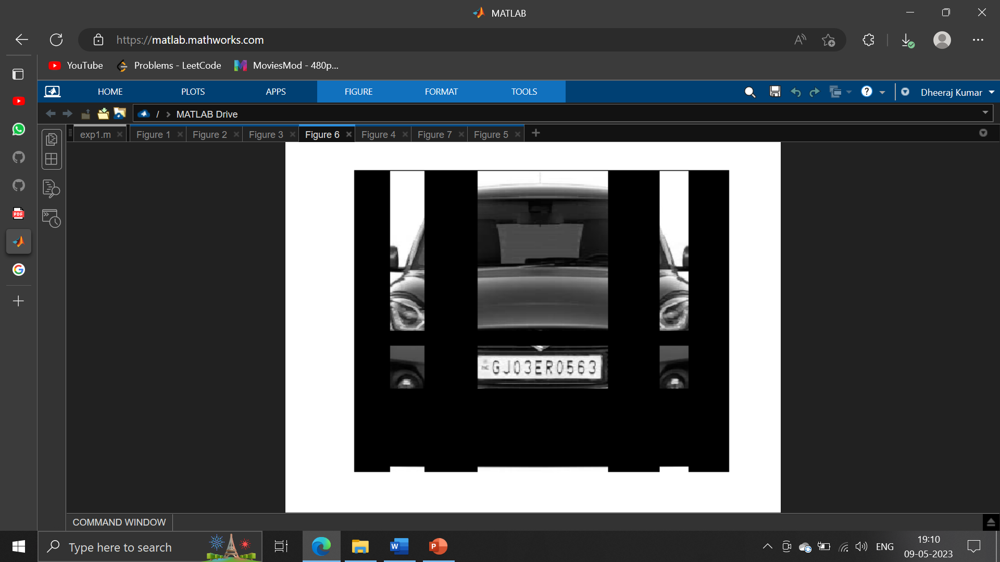 MATLAB
https://matlab.mathworks.com
YouTube
Problems - LeetCode
MoviesMod - 480p...
HOME
PLOTS
APPS
FIGURE
FORMAT
TOOLS
Dheeraj Kumar
/ > MATLAB Drive
exp1.m
Figure 1
Figure 2
Figure 3
Figure 6
Figure 4
Figure 7
Figure 5
PDF
GJ03ER0563
COMMAND WINDOW
Type here to search
ENG
19:10
09-05-2023